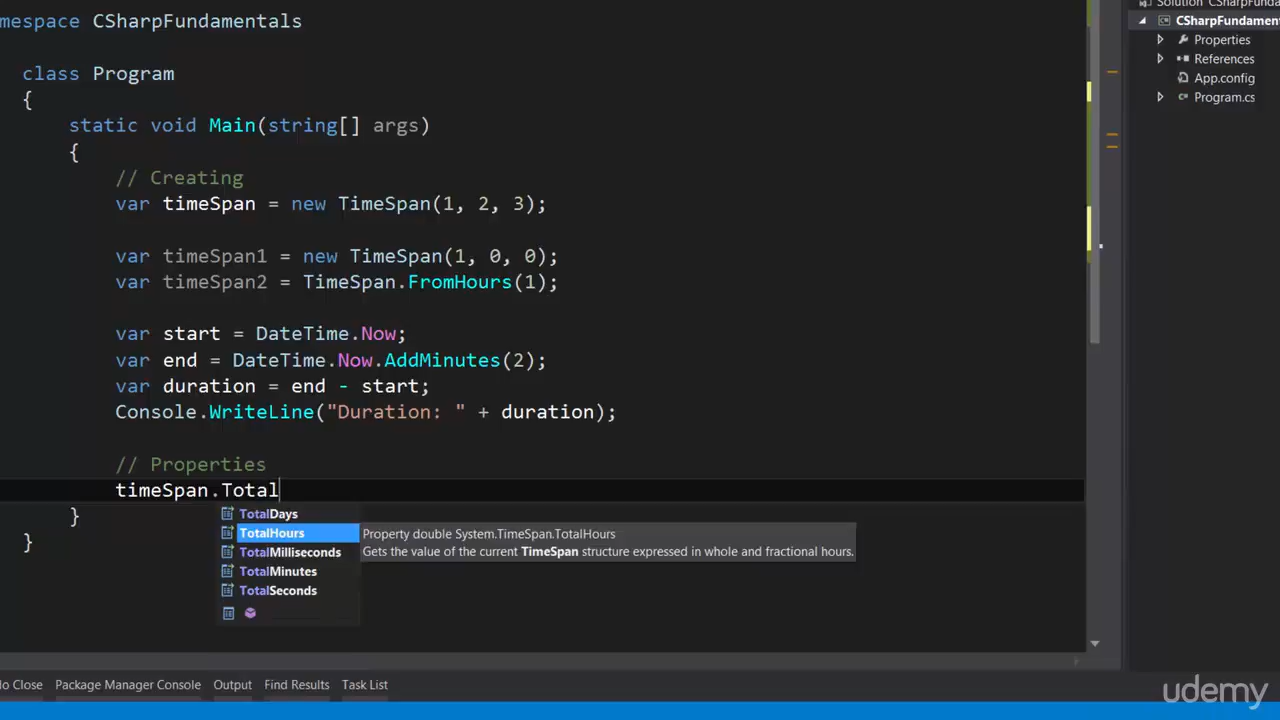 mespace CSharpFundamentals
class Program
{
static void Main(string[] args)
{
// Creating
var timeSpan = new TimeSpan(1, 2, 3);
var timeSpan1 = new TimeSpan(1, 0, 0);
var timeSpan2 = TimeSpan.FromHours(1);
var start = DateTime.Now;
var end = DateTime.Now.AddMinutes(2);
var duration = end - start;
Console.WriteLine("Duration: " + duration);
// Properties
timeSpan.Total
}
}
TotalDays
TotalHours
TotalMilliseconds
TotalMinutes
TotalSeconds
Property double System.TimeSpan.TotalHours
Gets the value of the current TimeSpan structure expressed in whole and fractional hours.
Solution 'CSharpFunda
CSharpFundamen
Properties
References
App.config
Program.cs
o Close
Package Manager Console
Output
Find Results
Task List
udemy